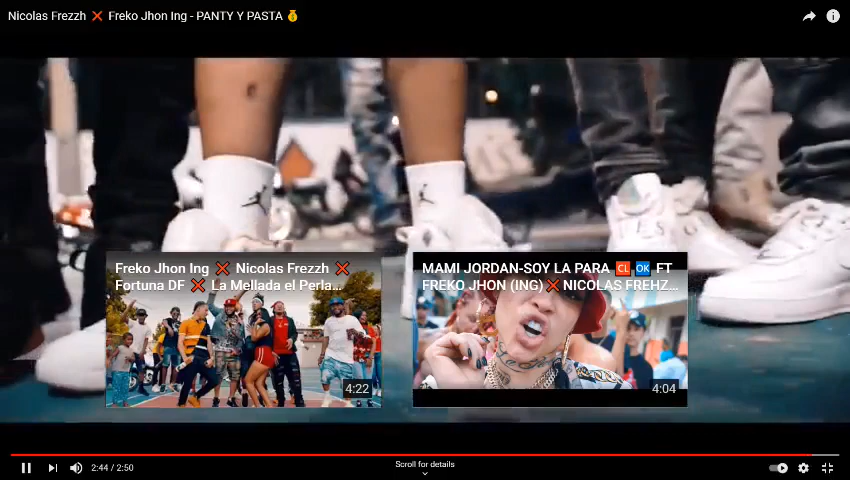 Nicolas Frezzh ❌ Freko Jhon Ing - PANTY Y PASTA 💰
Freko Jhon Ing ❌ Nicolas Frezzh ❌
Fortuna DF ❌ La Mellada el Perla...
4:22
MAMI JORDAN-SOY LA PARA 🆑 🆗 FT
FREKO JHON (ING)❌NICOLAS FREHZ...
4:04
2:44 / 2:50
Scroll for details